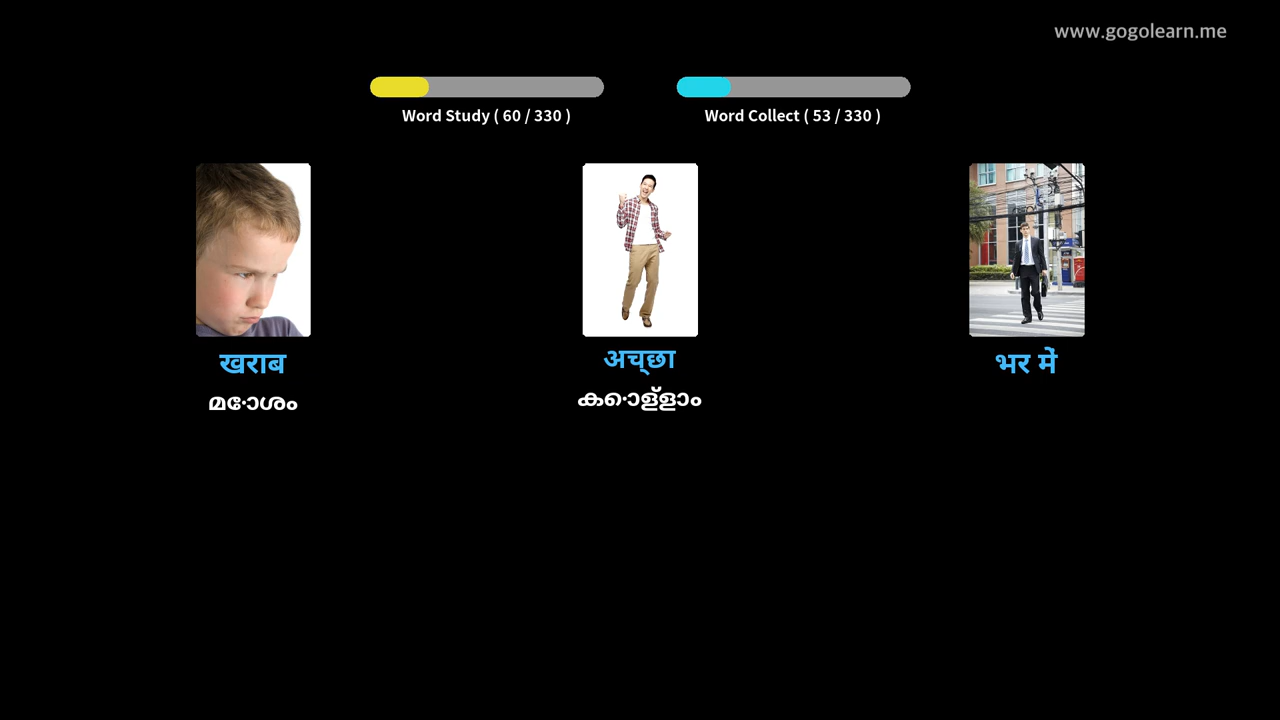 www.gogolearn.me
Word Study ( 60 / 330 )
Word Collect ( 53 / 330 )
खराब
अच्छा
भर में
മോശം
കൊള്ളാം